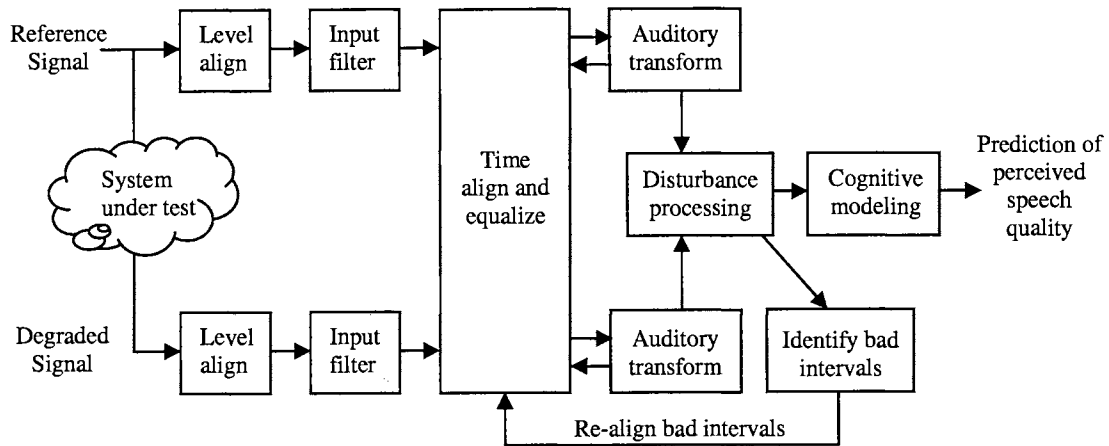 Reference
Signal
Level
align
Input
filter
Auditory
transform
System
under test
Time
align and
equalize
Disturbance
processing
Cognitive
modeling
Prediction of
perceived
speech
quality
Degraded
Signal
Level
align
Input
filter
Auditory
transform
Identify bad
intervals
Re-align bad intervals